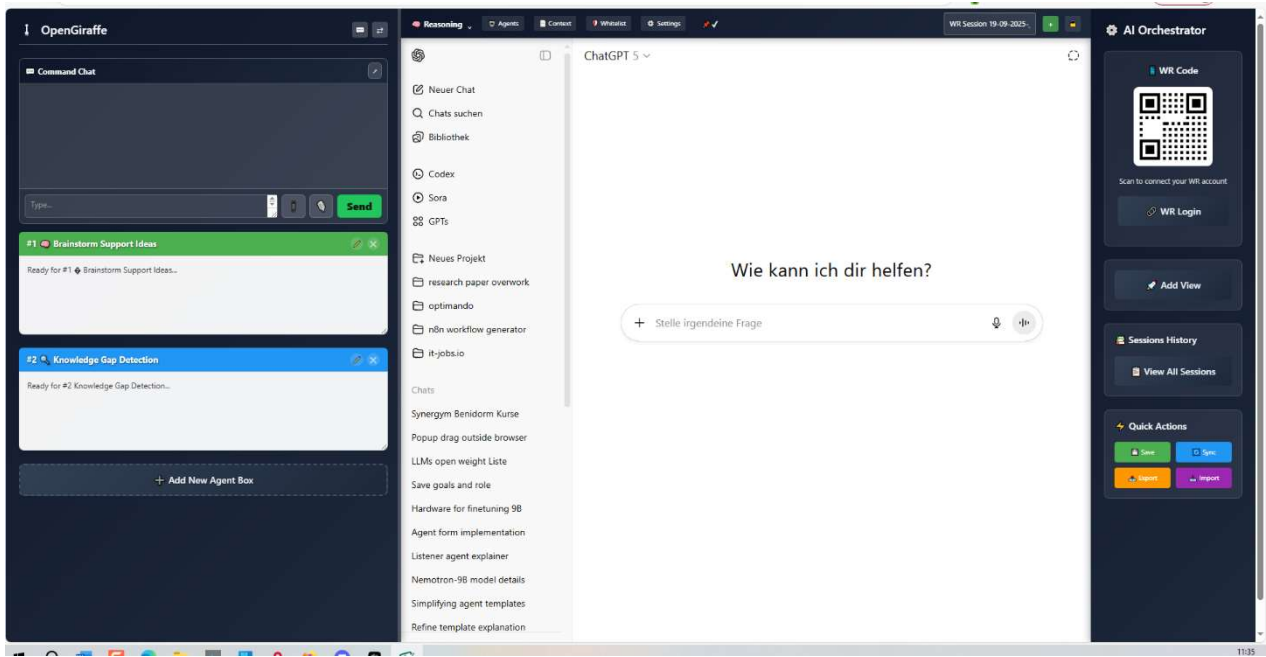 OpenGiraffe
Command Chat
Type...
Send
#1 Brainstorm Support Ideas
Ready for #1 Brainstorm Support Ideas...
#2 Knowledge Gap Detection
Ready for #2 Knowledge Gap Detection...
+ Add New Agent Box
Reasoning
Agents
Context
Whitelist
Settings
WR Session 19-09-2025-
+
ChatGPT 5
Neuer Chat
Chats suchen
Bibliothek
Codex
Sora
GPTs
Neues Projekt
research paper overwork
optimando
n8n workflow generator
it-jobs.io
Chats
Synergym Benidorm Kurse
Popup drag outside browser
LLMs open weight Liste
Save goals and role
Hardware for finetuning 9B
Agent form implementation
Listener agent explainer
Nemotron-9B model details
Simplifying agent templates
Refine template explanation
Wie kann ich dir helfen?
+ Stelle irgendeine Frage
AI Orchestrator
WR Code
Scan to connect your WR account
WR Login
Add View
Sessions History
View All Sessions
Quick Actions
Save
Sync
Export
Import
11:35